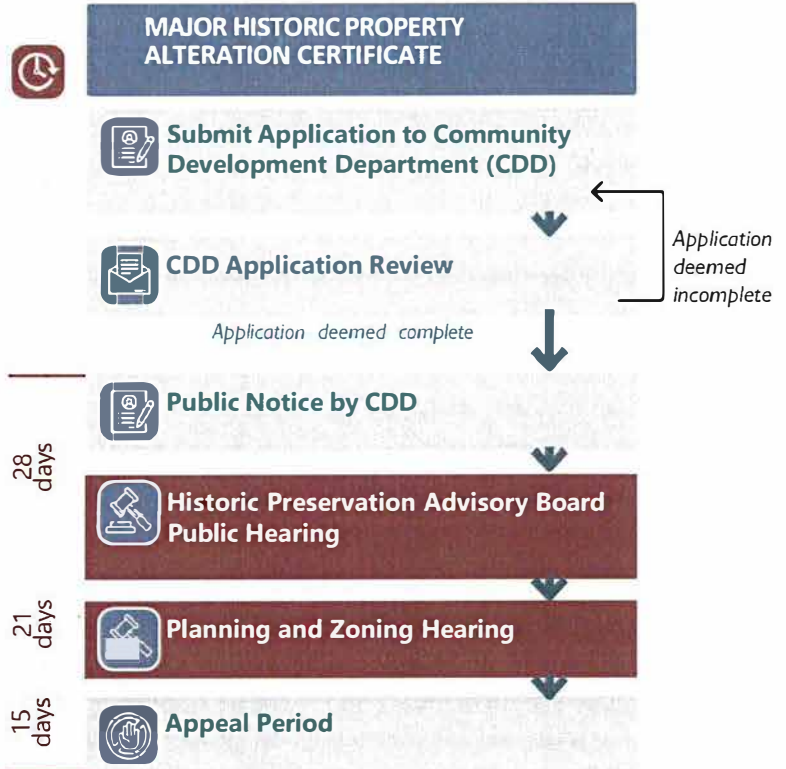 MAJOR HISTORIC PROPERTY
ALTERATION CERTIFICATE
Submit Application to Community
Development Department (CDD)
Application
deemed
incomplete
CDD Application Review
Application deemed complete
28
days
Public Notice by CDD
Historic Preservation Advisory Board
Public Hearing
21
days
Planning and Zoning Hearing
15
days
Appeal Period